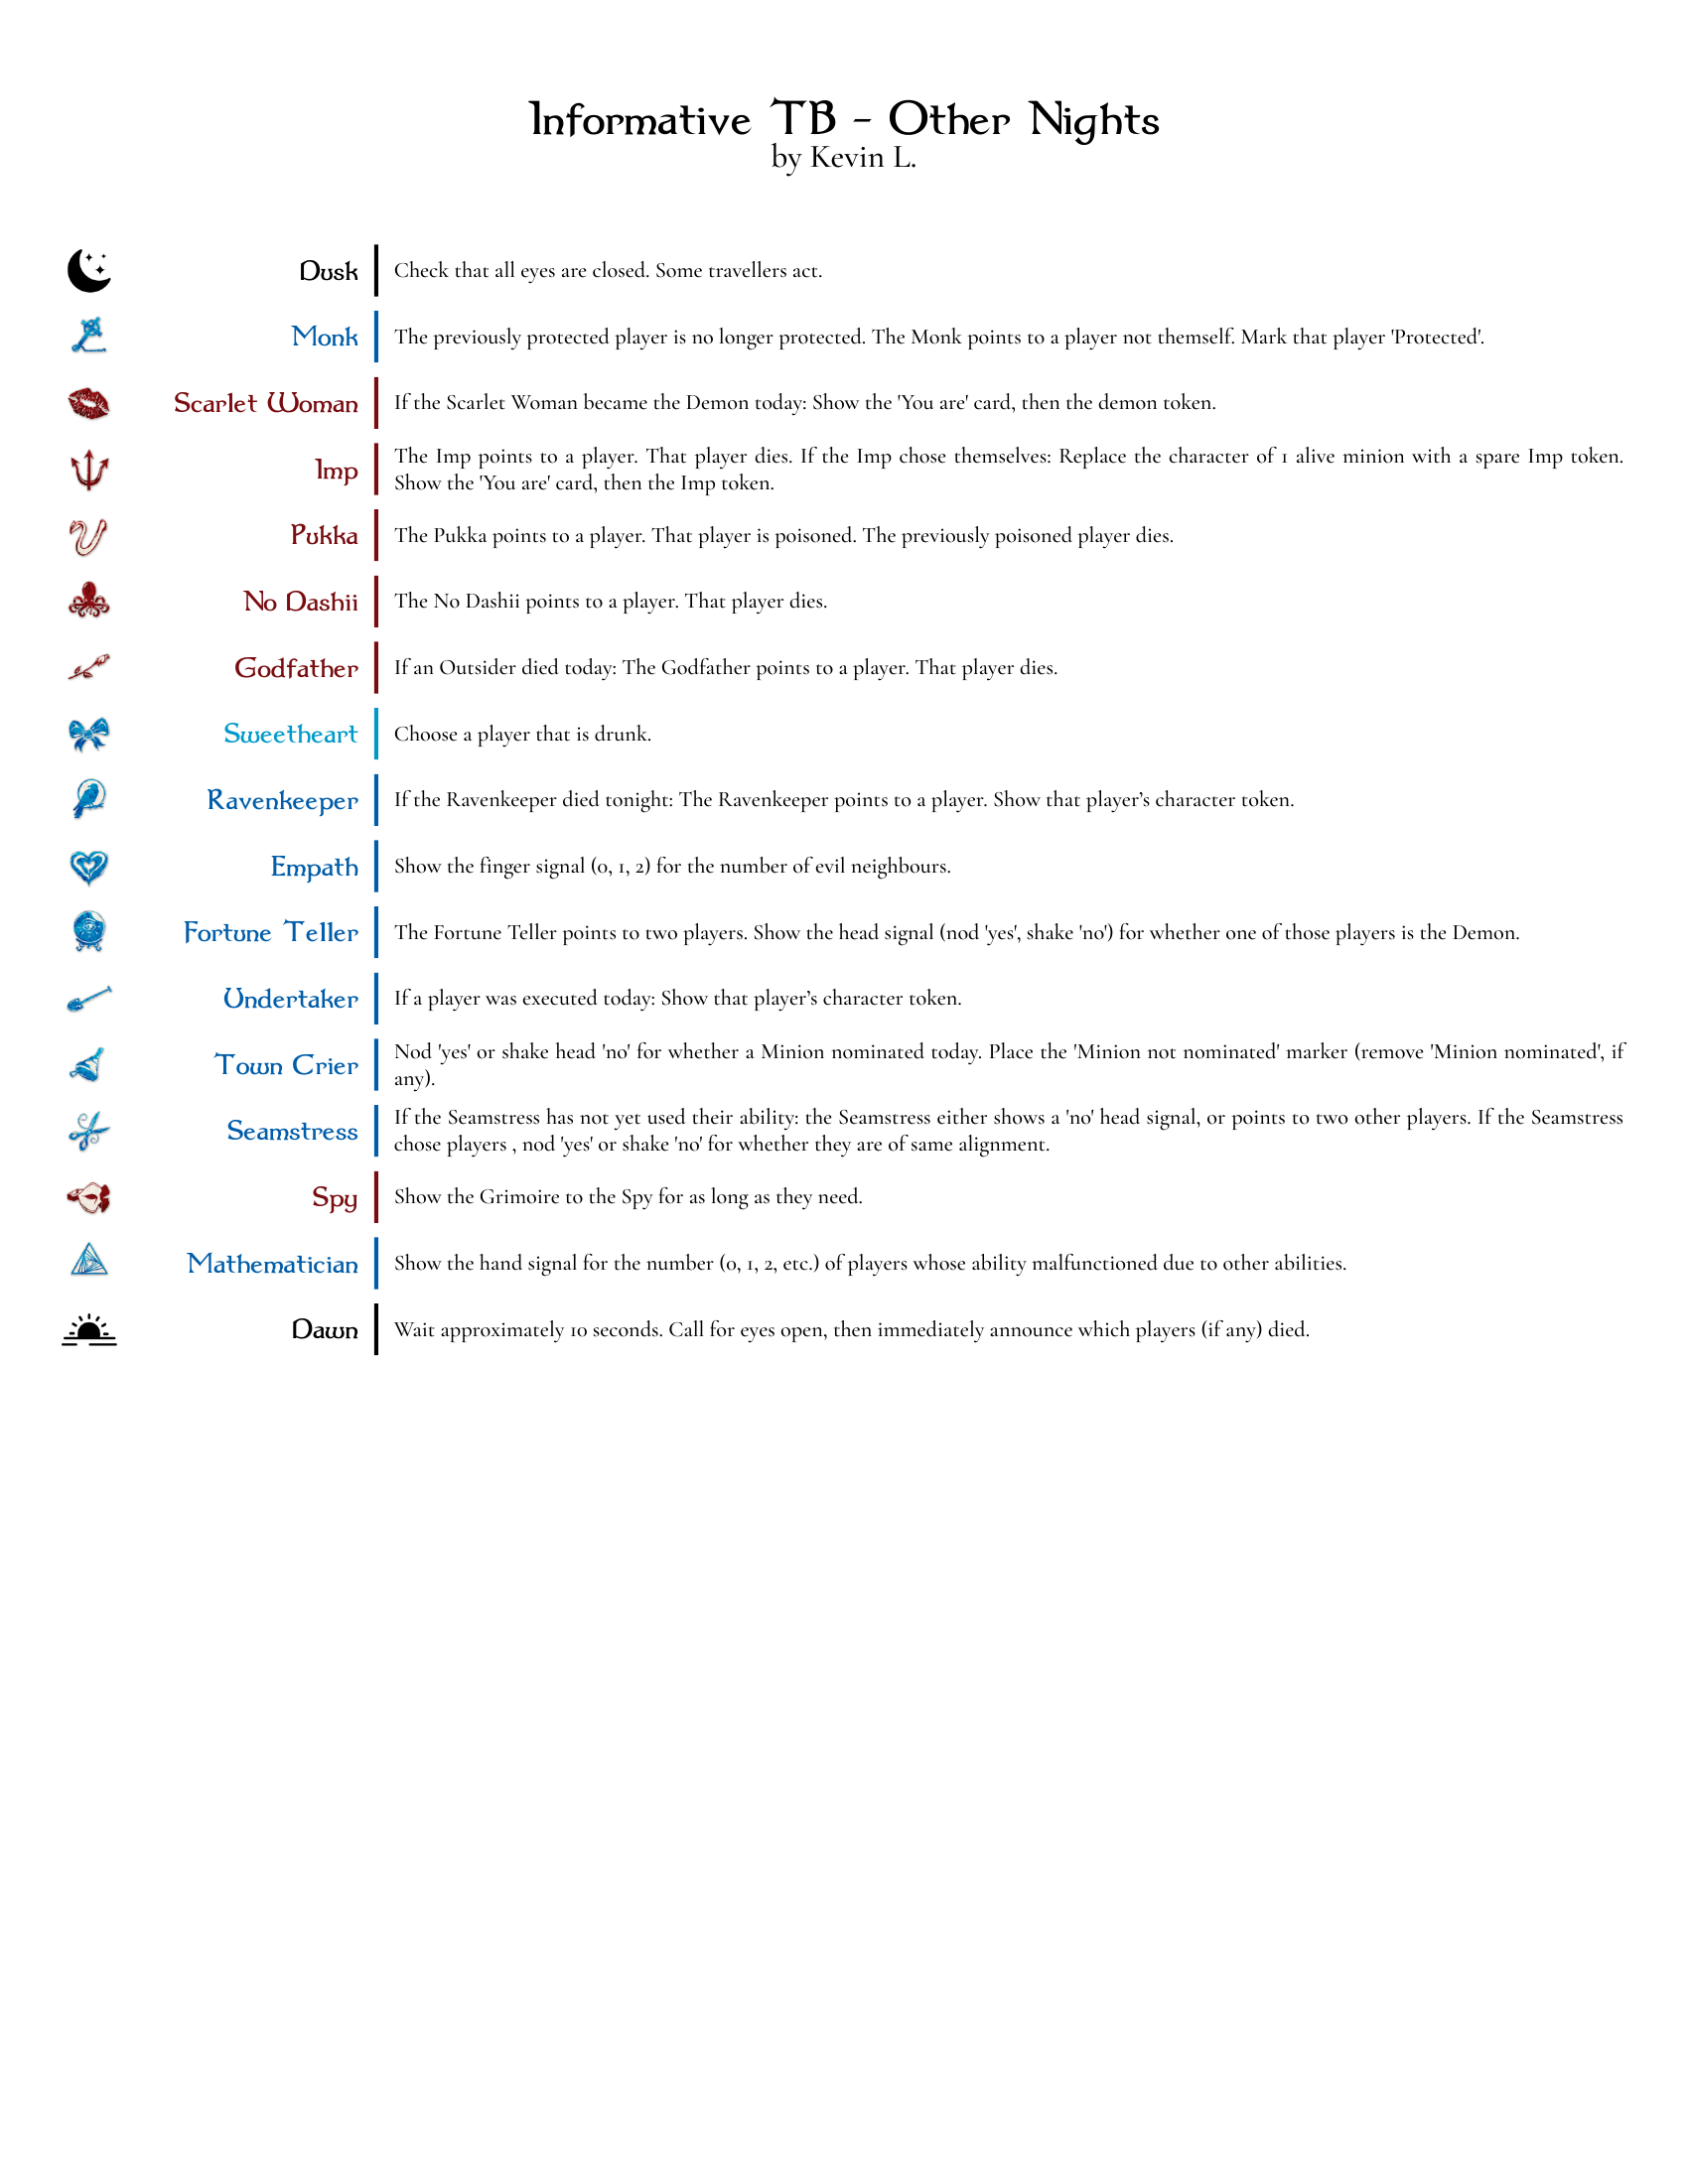 Informative TB - Other Nights
by Kevin L.
Dusk
Check that all eyes are closed. Some travellers act.
Monk
The previously protected player is no longer protected. The Monk points to a player not themself. Mark that player 'Protected'.
Scarlet Woman
If the Scarlet Woman became the Demon today: Show the 'You are' card, then the demon token.
Imp
The Imp points to a player. That player dies. If the Imp chose themselves: Replace the character of 1 alive minion with a spare Imp token.
Show the 'You are' card, then the Imp token.
Pukka
The Pukka points to a player. That player is poisoned. The previously poisoned player dies.
No Dashii
The No Dashii points to a player. That player dies.
Godfather
If an Outsider died today: The Godfather points to a player. That player dies.
Sweetheart
Choose a player that is drunk.
Ravenkeeper
If the Ravenkeeper died tonight: The Ravenkeeper points to a player. Show that player’s character token.
Empath
Show the finger signal (0, 1, 2) for the number of evil neighbours.
Fortune Teller
The Fortune Teller points to two players. Show the head signal (nod 'yes', shake 'no') for whether one of those players is the Demon.
Undertaker
If a player was executed today: Show that player’s character token.
Town Crier
Nod 'yes' or shake head 'no' for whether a Minion nominated today. Place the 'Minion not nominated' marker (remove 'Minion nominated', if
any).
Seamstress
If the Seamstress has not yet used their ability: the Seamstress either shows a 'no' head signal, or points to two other players. If the Seamstress
chose players , nod 'yes' or shake 'no' for whether they are of same alignment.
Spy
Show the Grimoire to the Spy for as long as they need.
Mathematician
Show the hand signal for the number (0, 1, 2, etc.) of players whose ability malfunctioned due to other abilities.
Dawn
Wait approximately 10 seconds. Call for eyes open, then immediately announce which players (if any) died.